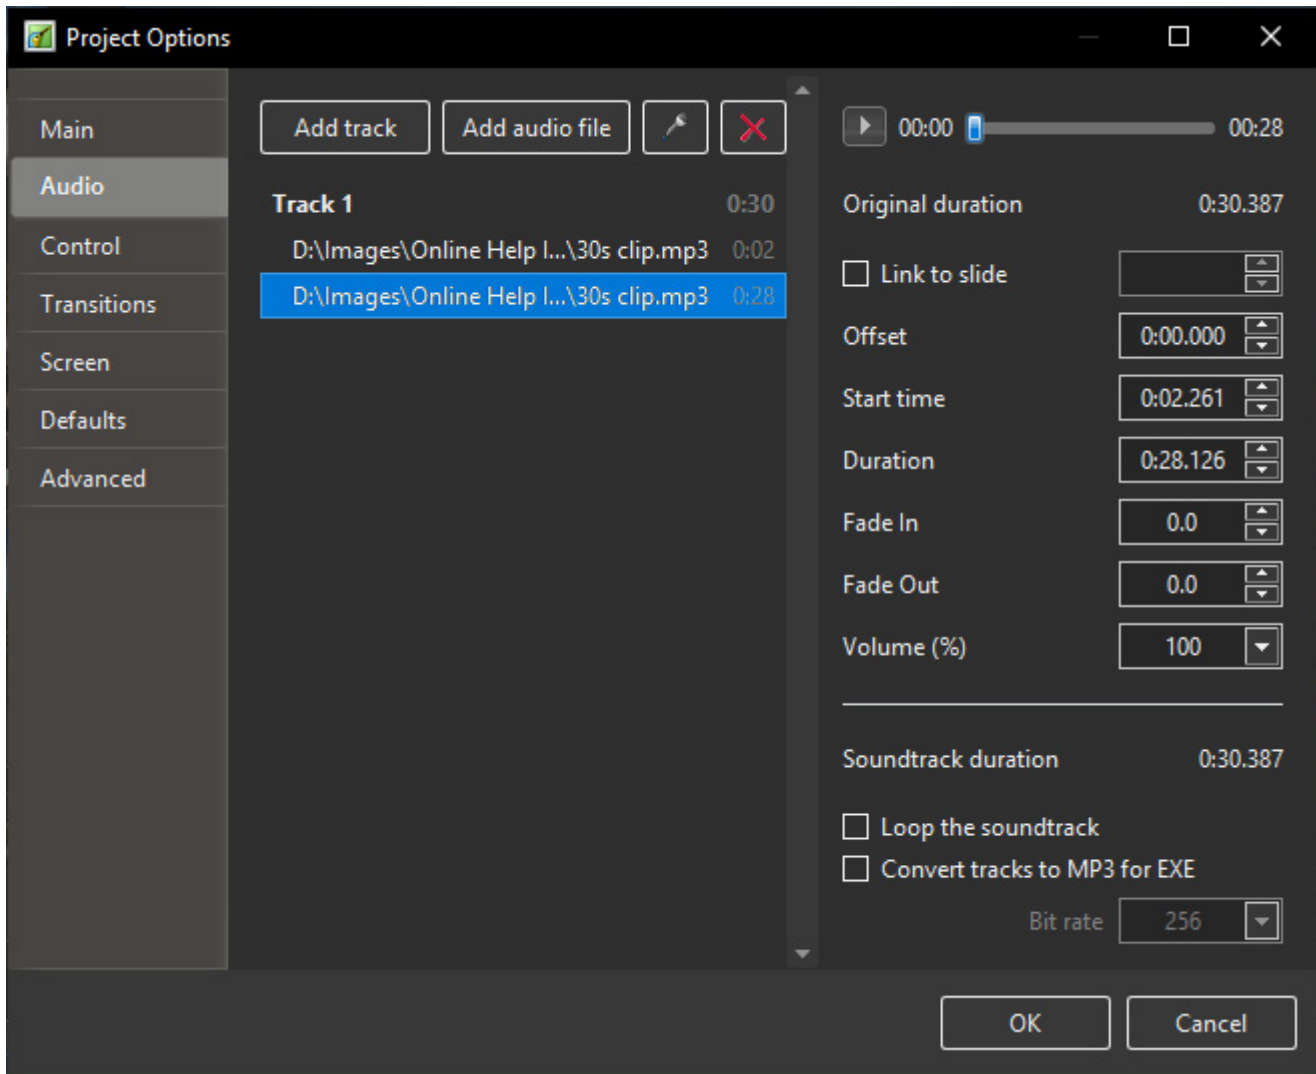 Project Options
Main
Audio
Control
Transitions
Screen
Defaults
Advanced
Add track Add audio file
Track 1 0:30
D:\Images\Online Help I...\30s clip.mp3 0:02
D:\Images\Online Help I...\30s clip.mp3 0:28
00:00 00:28
Original duration 0:30.387
Link to slide
Offset 0:00.000
Start time 0:02.261
Duration 0:28.126
Fade In 0.0
Fade Out 0.0
Volume (%) 100
Soundtrack duration 0:30.387
Loop the soundtrack
Convert tracks to MP3 for EXE
Bit rate 256
OK Cancel